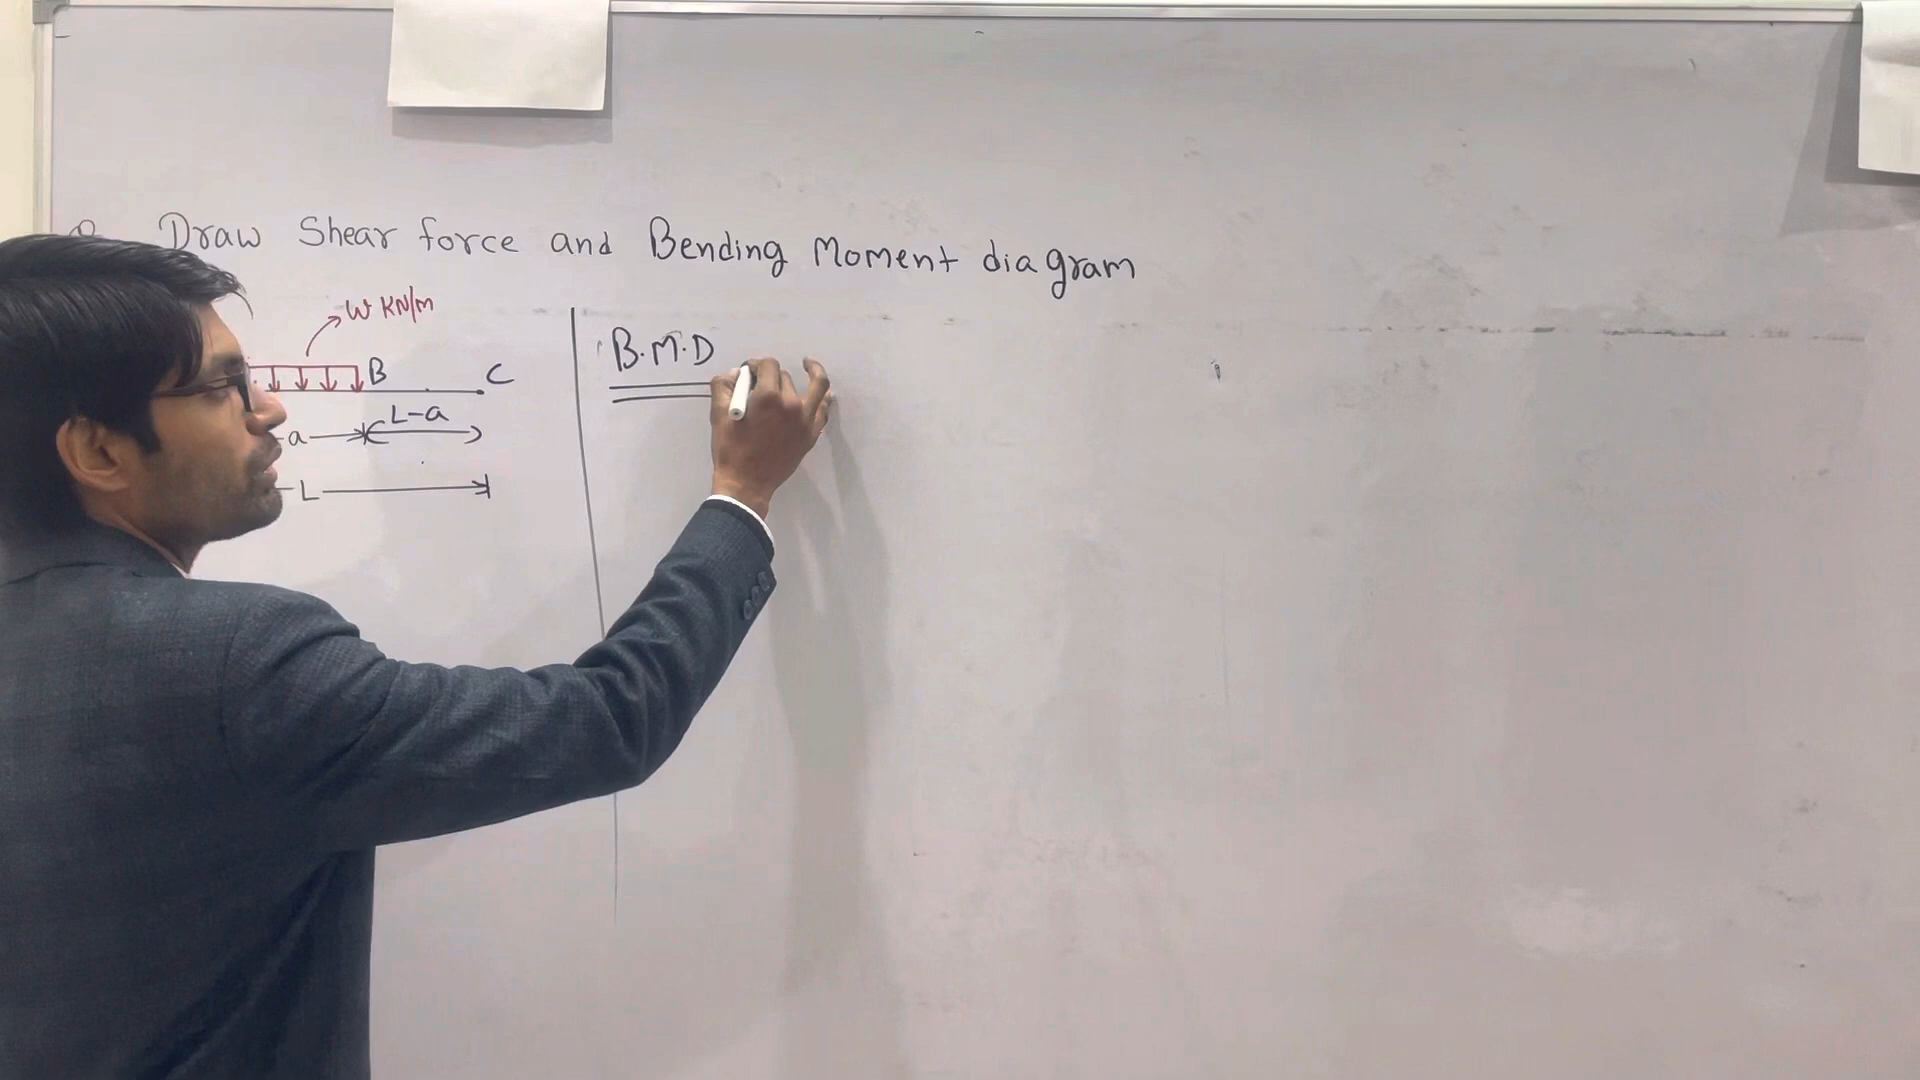 Draw Shear force and Bending Moment diagram
w KN/m
B.M.D
B
C
L-a
a
L